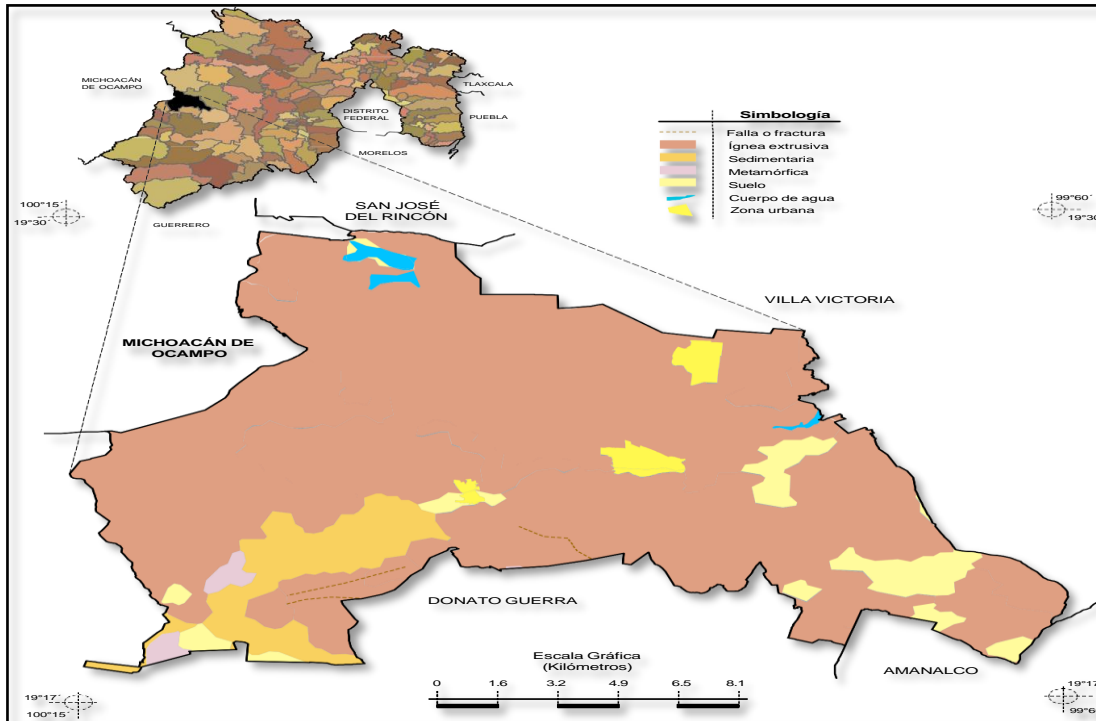 MICHOACÁN
DE OCAMPO
TLAXCALA
DISTRITO
FEDERAL
PUEBLA
MORELOS
GUERRERO
Simbología
Falla o fractura
Ígnea extrusiva
Sedimentaria
Metamórfica
Suelo
Cuerpo de agua
Zona urbana
100°15´
19°30´
99°60´
19°30´
SAN JOSÉ
DEL RINCÓN
VILLA VICTORIA
MICHOACÁN DE
OCAMPO
DONATO GUERRA
AMANALCO
Escala Gráfica
(Kilómetros)
0 1.6 3.2 4.9 6.5 8.1
19°17´
100°15´
19°17´
99°60´